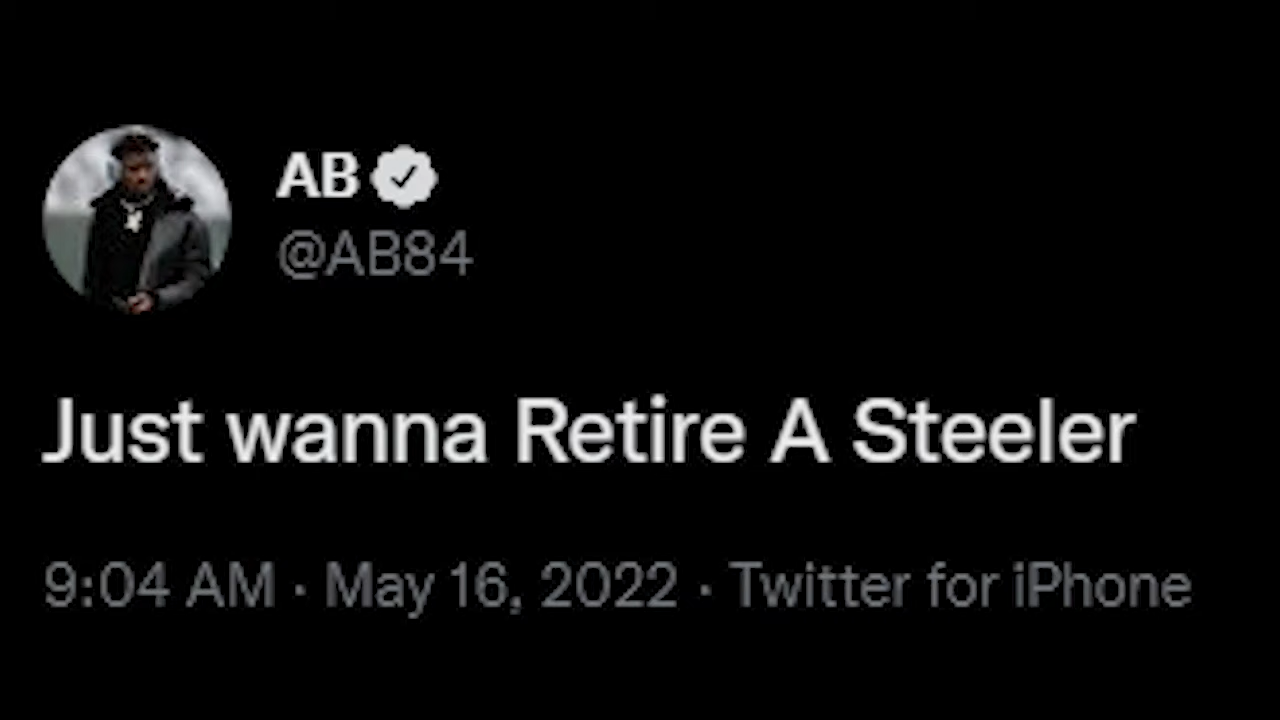 AB
@AB84
Just wanna Retire A Steeler
9:04 AM · May 16, 2022 · Twitter for iPhone